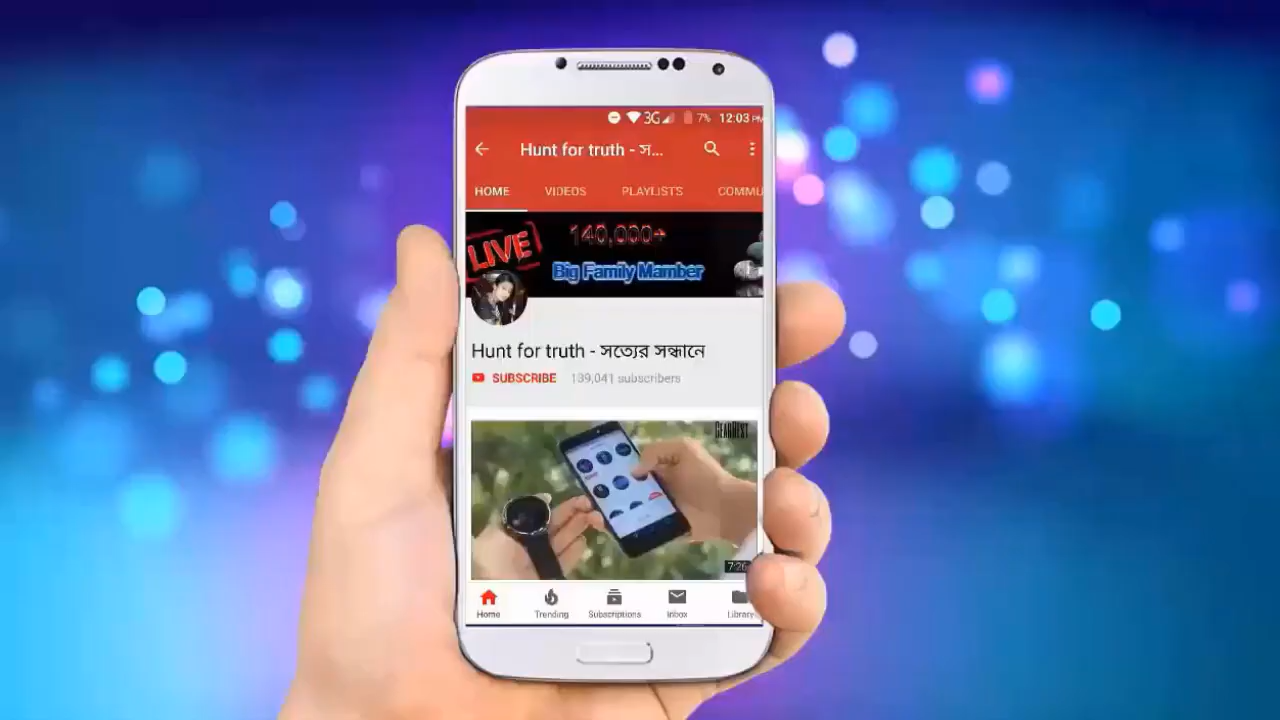 3G 7% 12:03 PM
Hunt for truth - স...
HOME VIDEOS PLAYLISTS COMMU
LIVE
140,000+
Big Family Mamber
Hunt for truth - সত্যের সন্ধানে
SUBSCRIBE 139,041 subscribers
GEARBEST
7:26
Home Trending Subscriptions Inbox Library